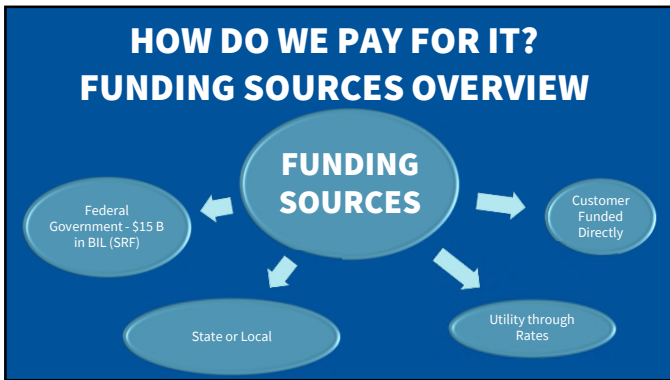 HOW DO WE PAY FOR IT?
FUNDING SOURCES OVERVIEW
FUNDING
SOURCES
Federal
Government - $15 B
in BIL (SRF)
Customer
Funded
Directly
State or Local
Utility through
Rates